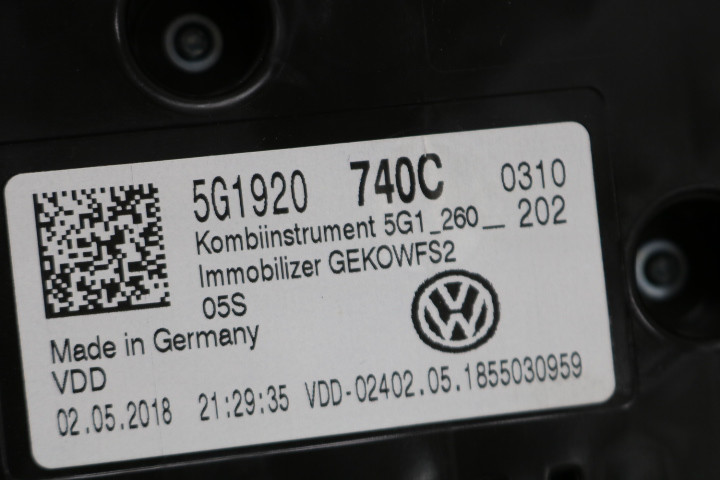 5G1920 740C 0310
Kombiinstrument 5G1_260__ 202
Immobilizer GEKOWFS2
05S
Made in Germany
VDD
02.05.2018 21:29:35 VDD-02402.05.1855030959